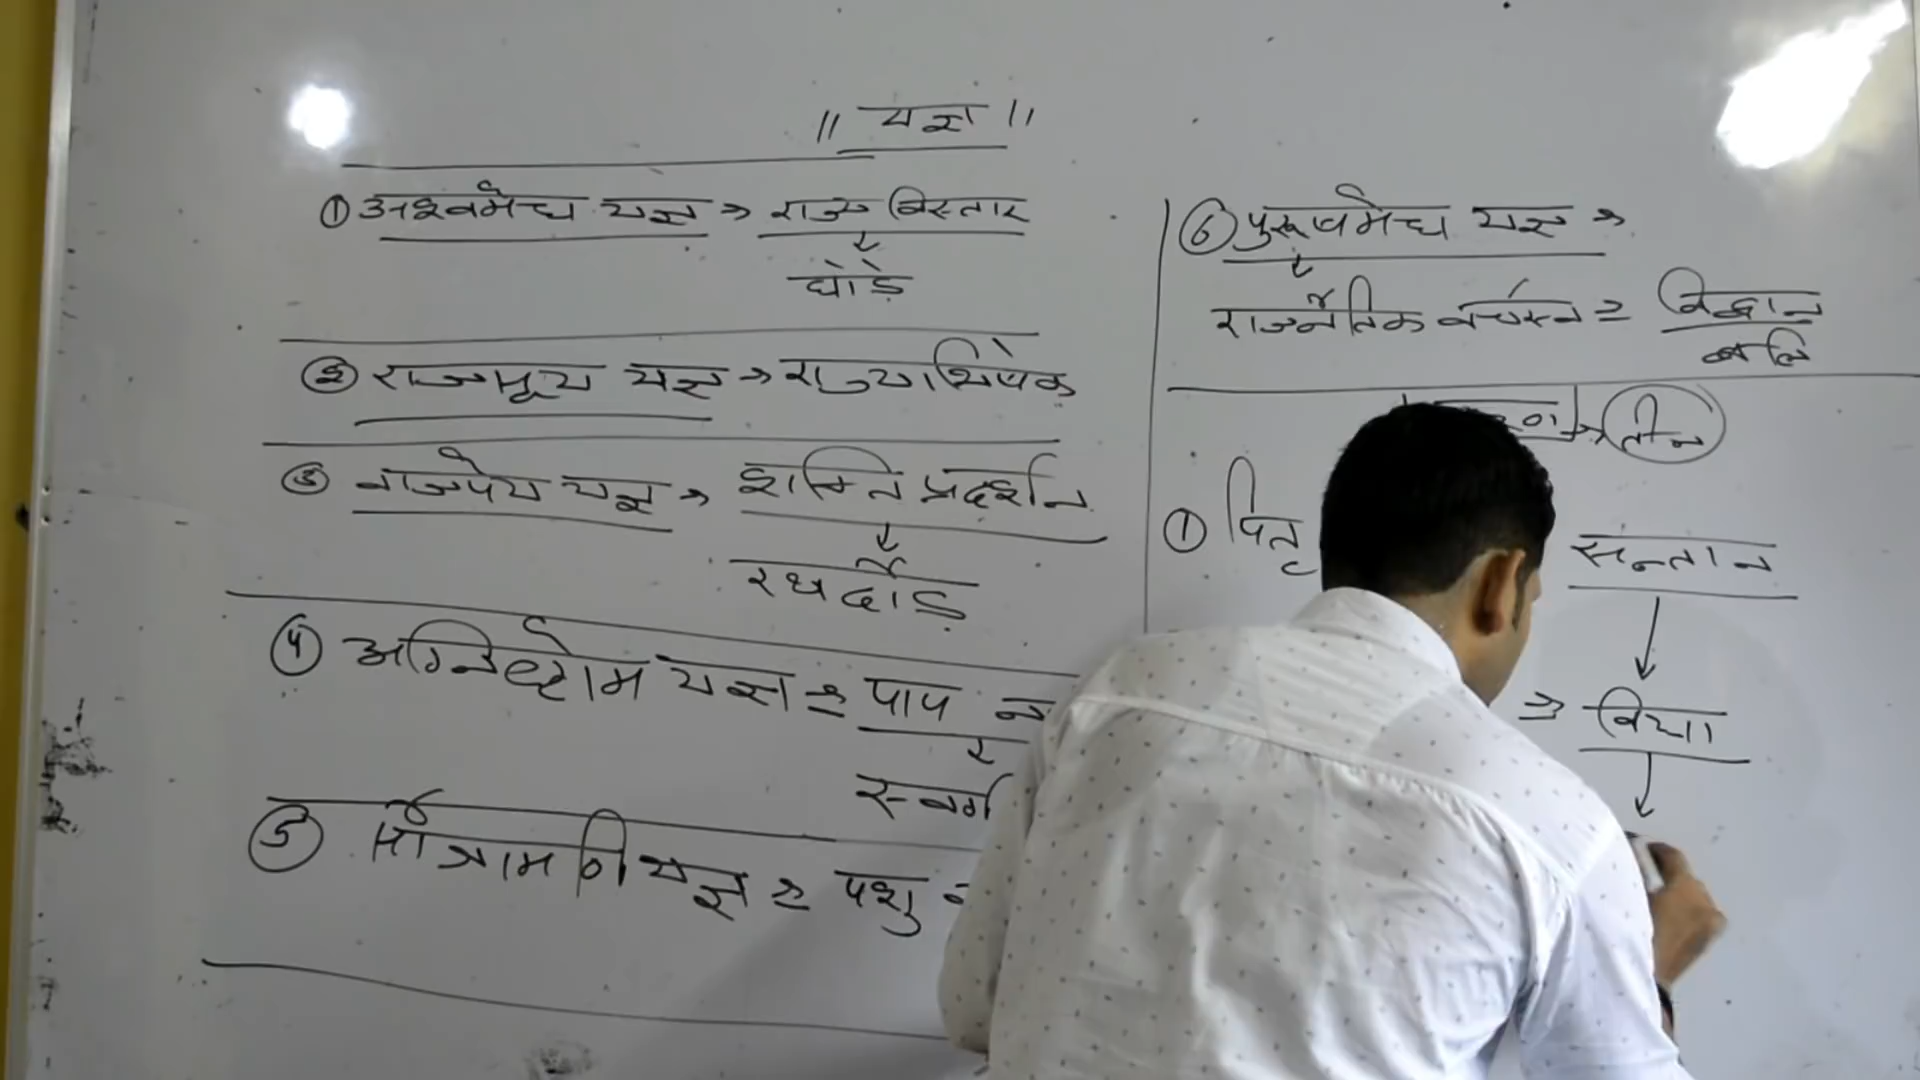 ॥ यज्ञ ॥
① अश्वमेध यज्ञ → राज्य विस्तार
घोड़े
② राजसूय यज्ञ → राज्याभिषेक
③ वाजपेय यज्ञ → शक्ति प्रदर्शन
रथदौड़
④ अग्निष्टोम यज्ञ ⇒ पाप
स्वर्ग
⑤ सौत्रामणी यज्ञ ⇒ पशु
⑥ पुरूषमेध यज्ञ →
राजनैतिक वर्चस्व ⇒ विद्वान
बलि
→ तीन
① पितृ
सन्तान
⇒ विद्या